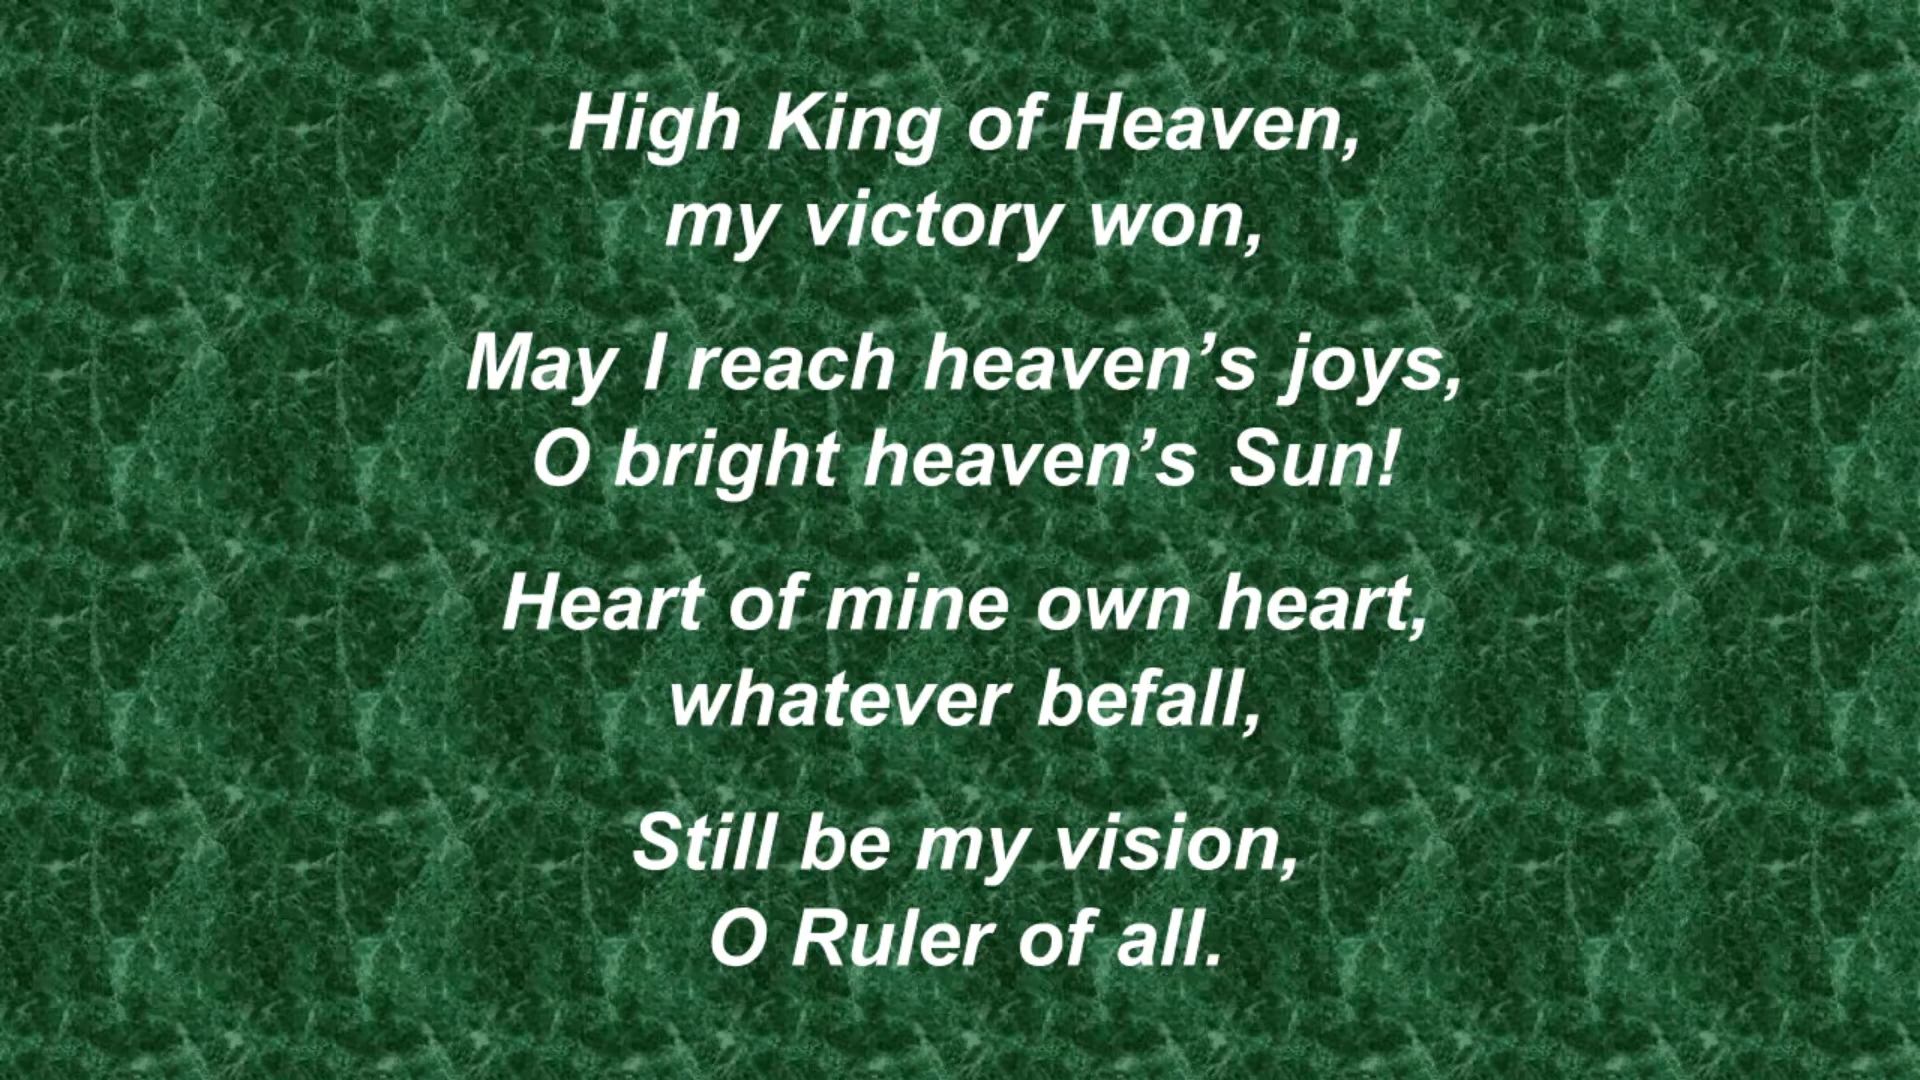 High King of Heaven,
my victory won,
May I reach heaven’s joys,
O bright heaven’s Sun!
Heart of mine own heart,
whatever befall,
Still be my vision,
O Ruler of all.